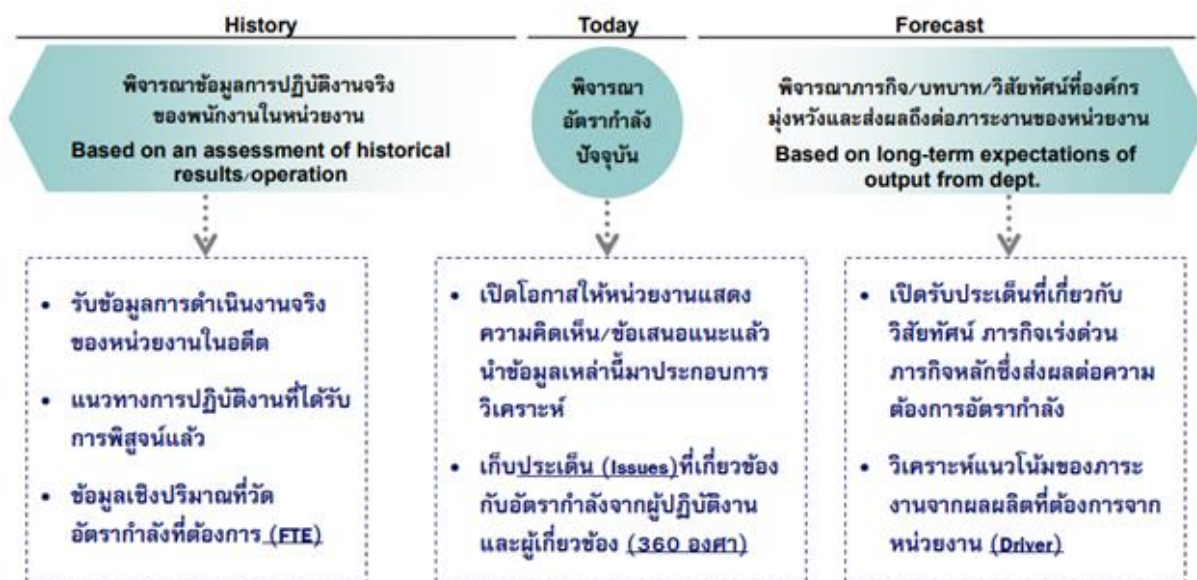 History
Today
Forecast
พิจารณาข้อมูลการปฏิบัติงานจริง
ของพนักงานในหน่วยงาน
Based on an assessment of historical
results/operation
พิจารณา
อัตรากำลัง
ปัจจุบัน
พิจารณาภารกิจ/บทบาท/วิสัยทัศน์ที่องค์กร
มุ่งหวังและส่งผลถึงต่อภาระงานของหน่วยงาน
Based on long-term expectations of
output from dept.
• รับข้อมูลการดำเนินงานจริง
ของหน่วยงานในอดีต
• แนวทางการปฏิบัติงานที่ได้รับ
การพิสูจน์แล้ว
• ข้อมูลเชิงปริมาณที่วัด
อัตรากำลังที่ต้องการ (FTE)
• เปิดโอกาสให้หน่วยงานแสดง
ความคิดเห็น/ข้อเสนอแนะแล้ว
นำข้อมูลเหล่านี้มาประกอบการ
วิเคราะห์
• เก็บประเด็น (Issues)ที่เกี่ยวข้อง
กับอัตรากำลังจากผู้ปฏิบัติงาน
และผู้เกี่ยวข้อง (360 องศา)
• เปิดรับประเด็นที่เกี่ยวกับ
วิสัยทัศน์ ภารกิจเร่งด่วน
ภารกิจหลักซึ่งส่งผลต่อความ
ต้องการอัตรากำลัง
• วิเคราะห์แนวโน้มของภาระ
งานจากผลผลิตที่ต้องการจาก
หน่วยงาน (Driver)